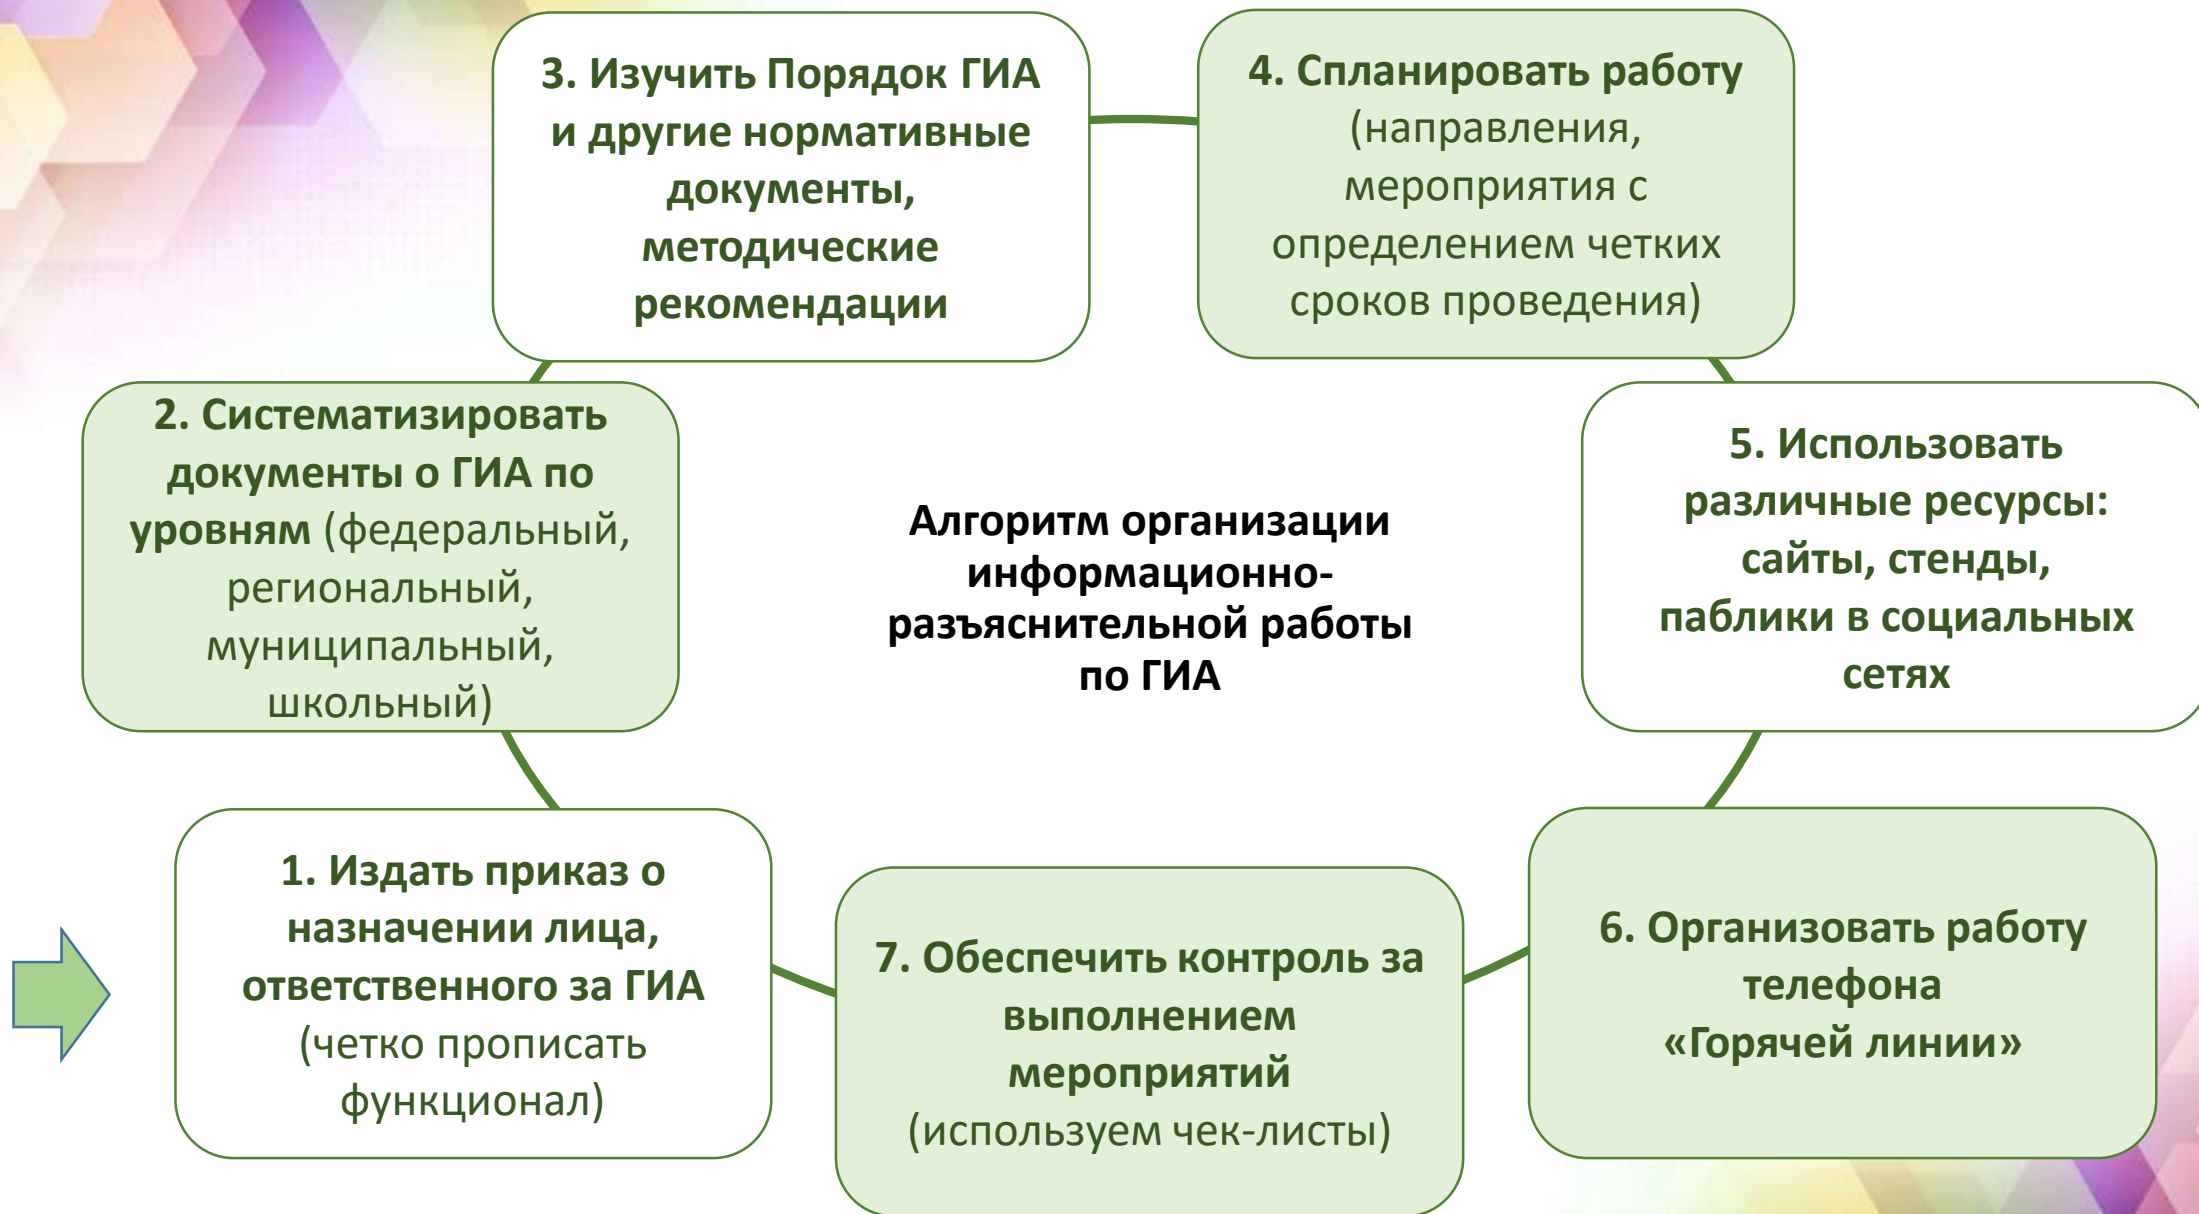 3. Изучить Порядок ГИА
и другие нормативные
документы,
методические
рекомендации
4. Спланировать работу
(направления,
мероприятия с
определением четких
сроков проведения)
2. Систематизировать
документы о ГИА по
уровням (федеральный,
региональный,
муниципальный,
школьный)
Алгоритм организации
информационно-
разъяснительной работы
по ГИА
5. Использовать
различные ресурсы:
сайты, стенды,
паблики в социальных
сетях
1. Издать приказ о
назначении лица,
ответственного за ГИА
(четко прописать
функционал)
7. Обеспечить контроль за
выполнением
мероприятий
(используем чек-листы)
6. Организовать работу
телефона
«Горячей линии»